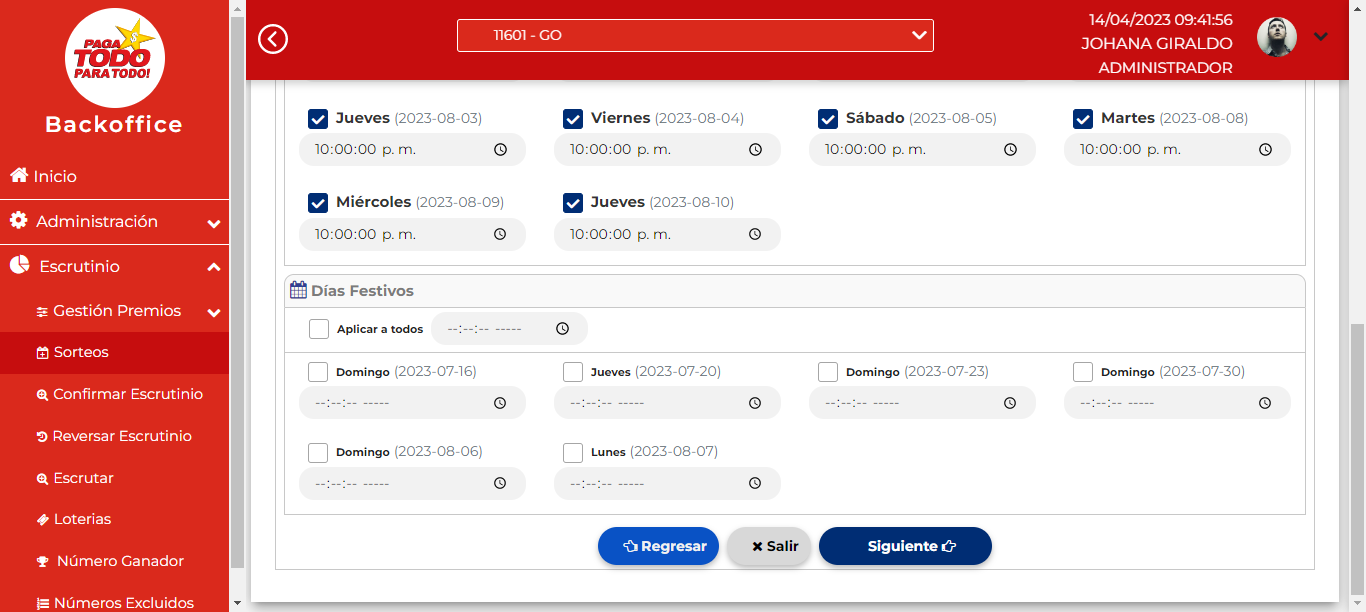 PAGA
TODO
PARA TODO!
Backoffice
Inicio
Administración
Escrutinio
Gestión Premios
Sorteos
Confirmar Escrutinio
Reversar Escrutinio
Escrutar
Loterias
Número Ganador
Números Excluidos
11601 - GO
14/04/2023 09:41:56
JOHANA GIRALDO
ADMINISTRADOR
Jueves (2023-08-03) Viernes (2023-08-04) Sábado (2023-08-05) Martes (2023-08-08)
10:00:00 p. m. 10:00:00 p. m. 10:00:00 p. m. 10:00:00 p. m.
Miércoles (2023-08-09) Jueves (2023-08-10)
10:00:00 p. m. 10:00:00 p. m.
Días Festivos
Aplicar a todos --:--:-- -----
Domingo (2023-07-16) Jueves (2023-07-20) Domingo (2023-07-23) Domingo (2023-07-30)
--:--:-- ----- --:--:-- ----- --:--:-- ----- --:--:-- -----
Domingo (2023-08-06) Lunes (2023-08-07)
--:--:-- ----- --:--:-- -----
Regresar Salir Siguiente